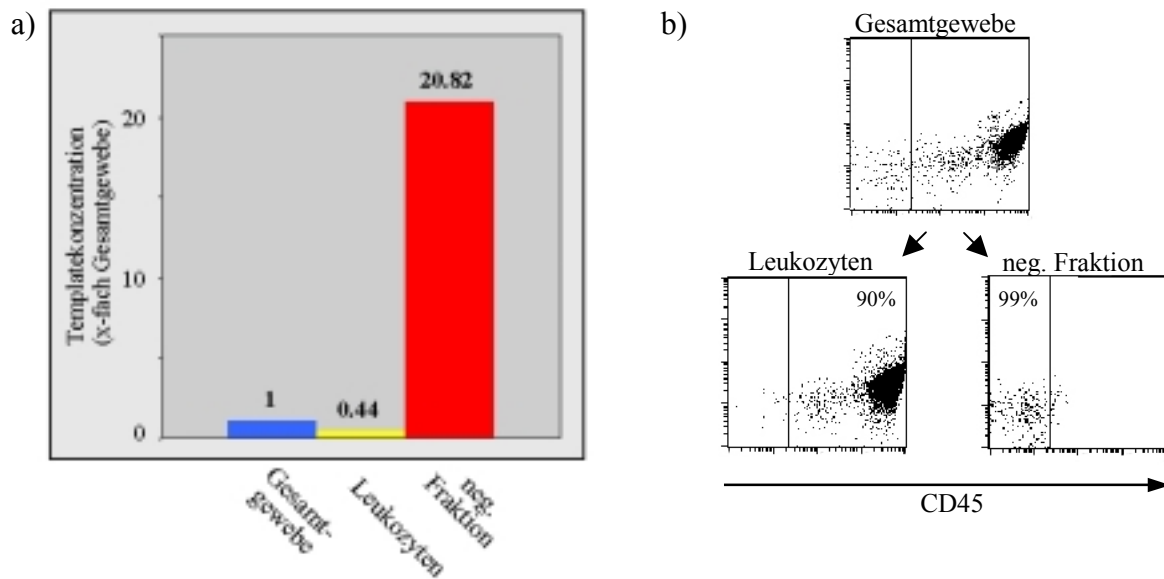 a)
Templatekonzentration
(x-fach Gesamtgewebe)
20
10
0
1
0.44
20.82
Gesamt-
gewebe
Leukozyten
neg.
Fraktion
b)
Gesamtgewebe
Leukozyten
90%
neg. Fraktion
99%
CD45